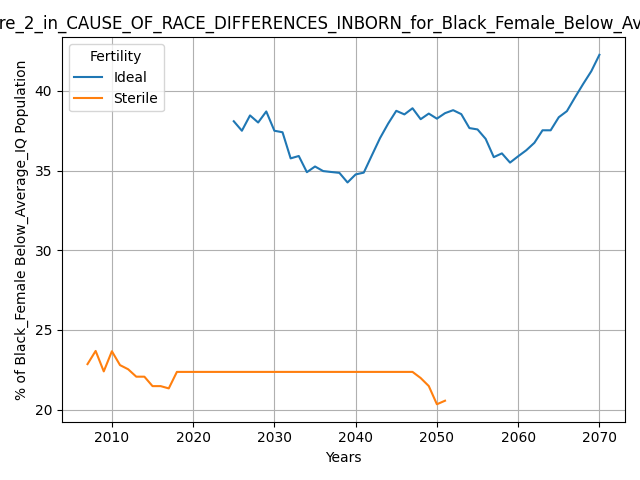 re_2_in_CAUSE_OF_RACE_DIFFERENCES_INBORN_for_Black_Female_Below_Av
Fertility
Ideal
Sterile
% of Black_Female Below_Average_IQ Population
40
35
30
25
20
2010 2020 2030 2040 2050 2060 2070
Years